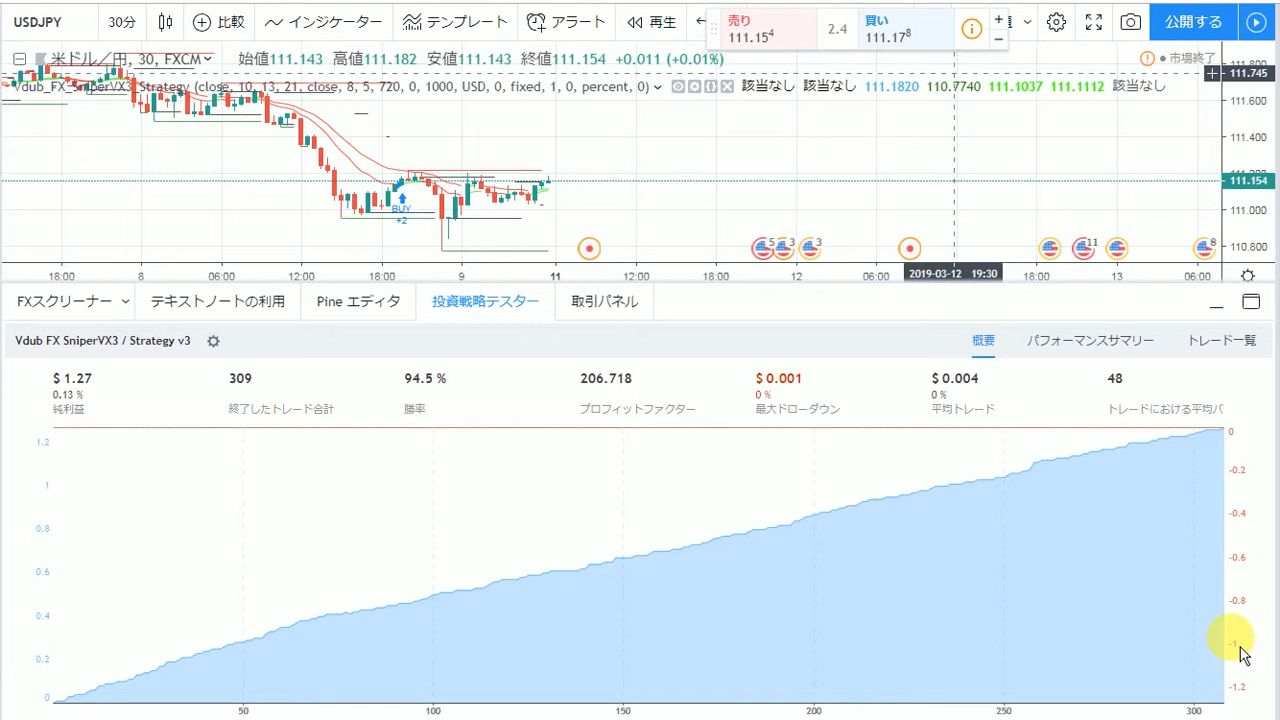 USDJPY 30分 比較 インジケーター テンプレート アラート 再生 売り 111.15⁴ 2.4 買い 111.17⁸ 公開する
米ドル／円, 30, FXCM 始値111.143 高値111.182 安値111.143 終値111.154 +0.011 (+0.01%) 市場終了
Vdub_FX_SniperVX3_Strategy (close, 10, 13, 21, close, 8, 5, 720, 0, 1000, USD, 0, fixed, 1, 0, percent, 0) 該当なし 該当なし 111.1820 110.7740 111.1037 111.1112 該当なし
111.745
111.600
111.400
111.154
111.000
110.800
BUY
+2
5 3 3 11 8
18:00 8 06:00 12:00 18:00 9 11 12:00 18:00 12 06:00 2019-03-12 19:30 18:00 13 06:00
FXスクリーナー テキストノートの利用 Pine エディタ 投資戦略テスター 取引パネル
Vdub FX SniperVX3 / Strategy v3 概要 パフォーマンスサマリー トレード一覧
$ 1.27 309 94.5 % 206.718 $ 0.001 $ 0.004 48
0.13 % 0 % 0 %
純利益 終了したトレード合計 勝率 プロフィットファクター 最大ドローダウン 平均トレード トレードにおける平均バ
1.2
1
0.8
0.6
0.4
0.2
0
0
-0.2
-0.4
-0.6
-0.8
-1
-1.2
50 100 150 200 250 300